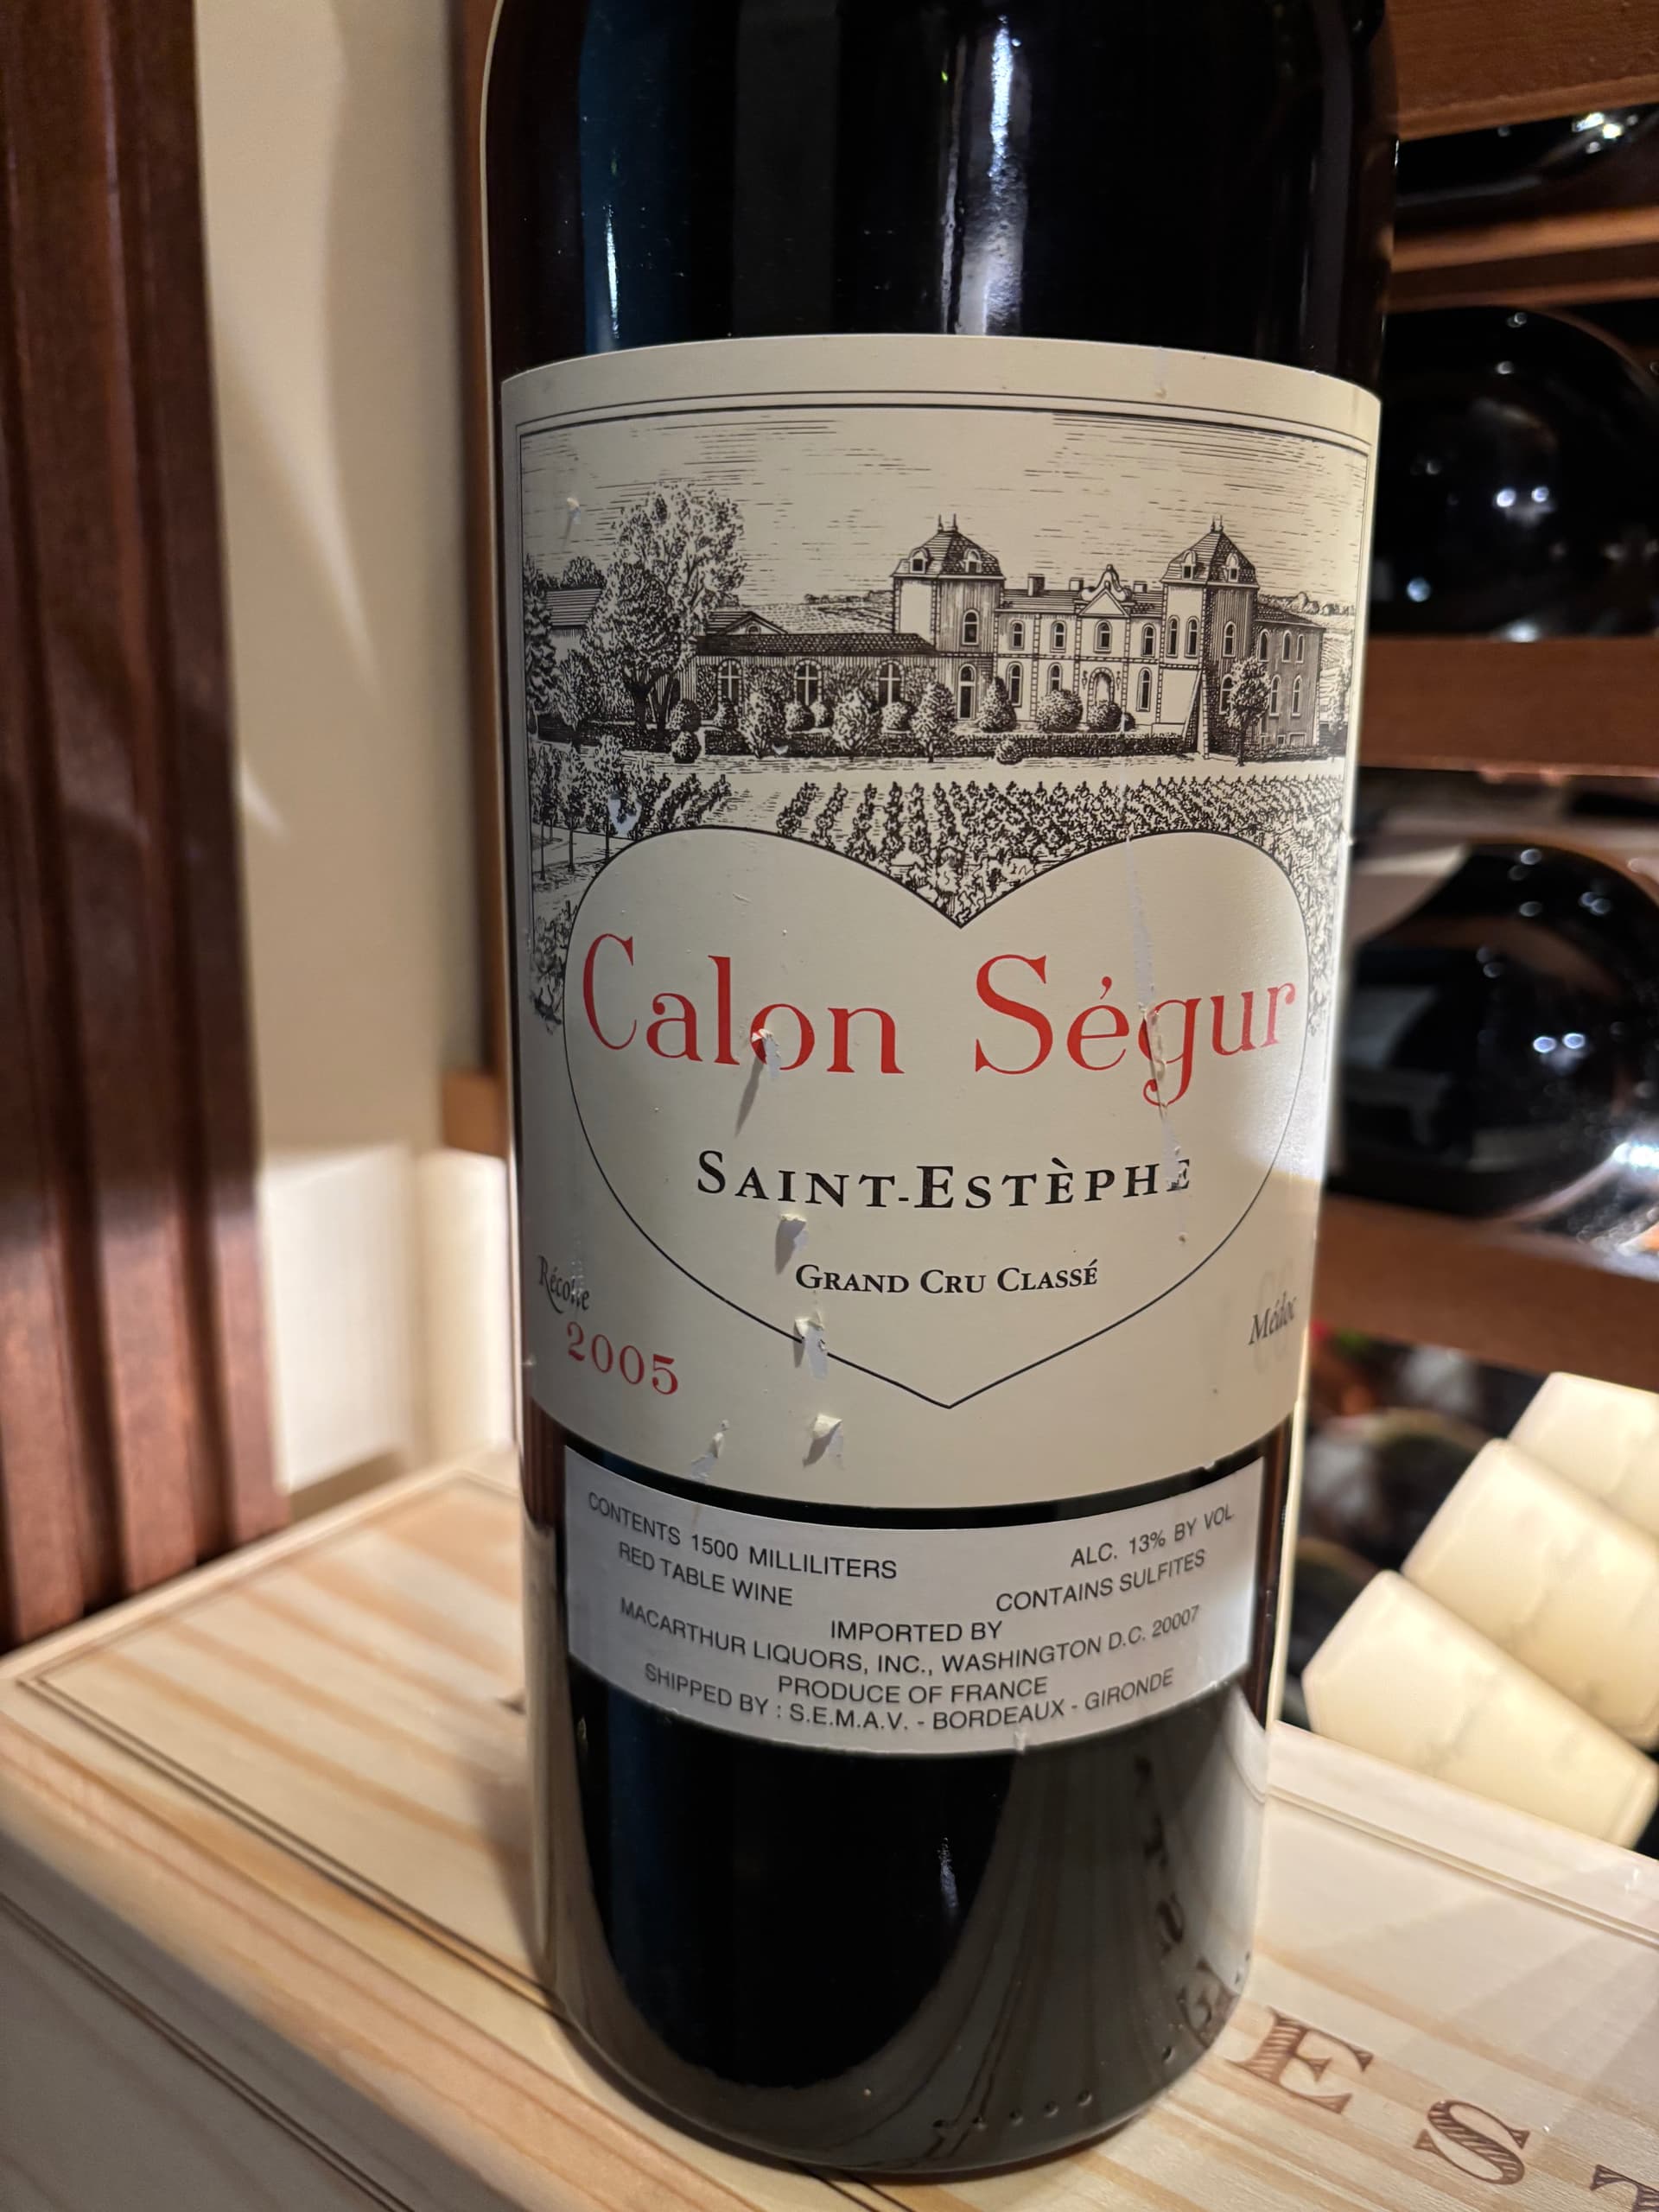 Calon Ségur
SAINT-ESTÈPHE
GRAND CRU CLASSÉ
Récolte
2005
Médoc
CONTENTS 1500 MILLILITERS
ALC. 13% BY VOL.
RED TABLE WINE
CONTAINS SULFITES
IMPORTED BY
MACARTHUR LIQUORS, INC., WASHINGTON D.C. 20007
PRODUCE OF FRANCE
SHIPPED BY : S.E.M.A.V. - BORDEAUX - GIRONDE
EST